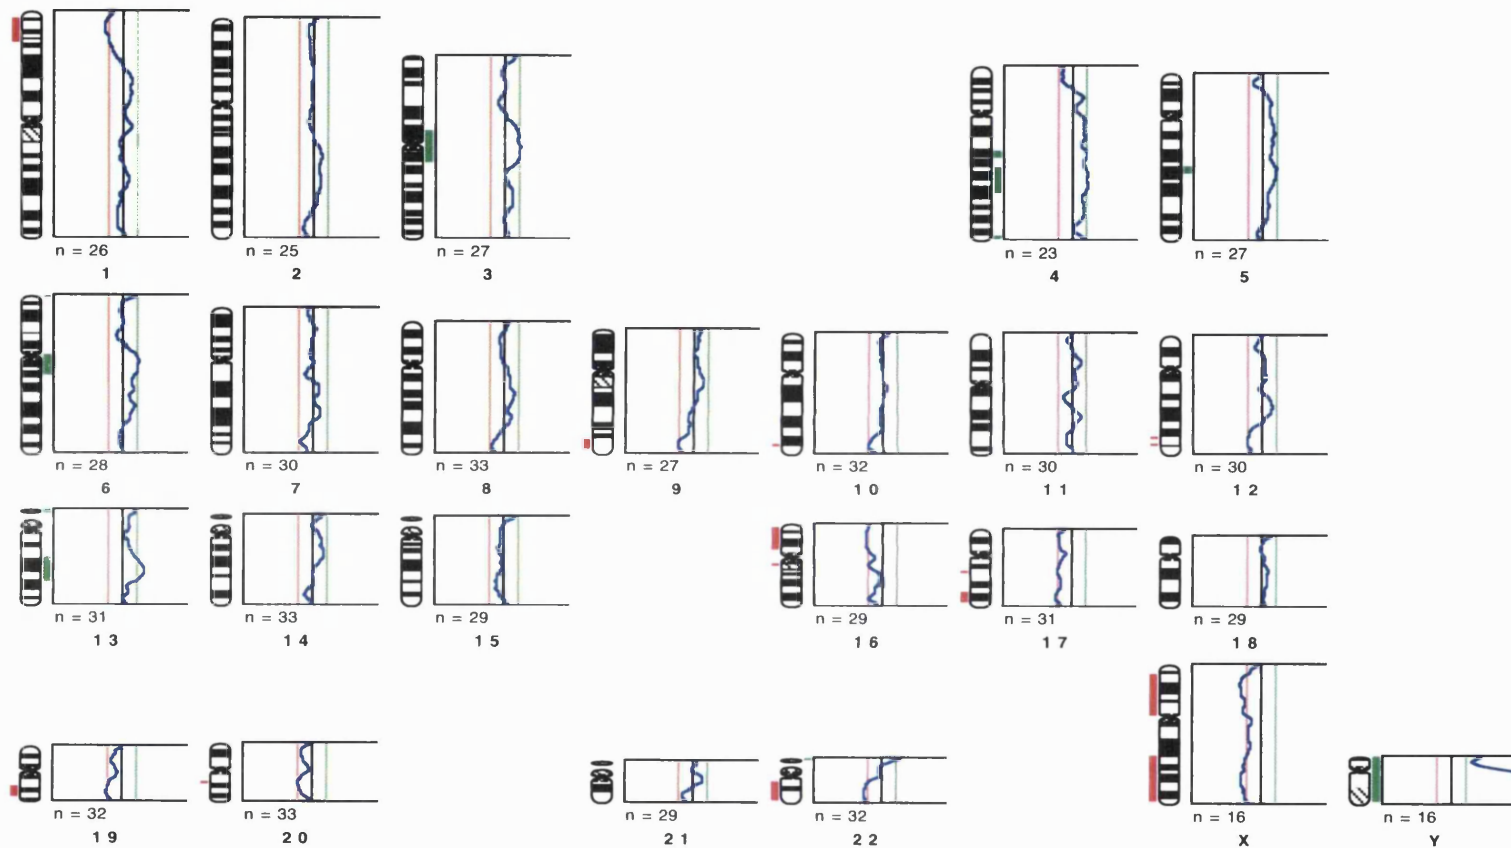 n = 26
1
n = 25
2
n = 27
3
n = 23
4
n = 27
5
n = 28
6
n = 30
7
n = 33
8
n = 27
9
n = 32
10
n = 30
11
n = 30
12
n = 31
13
n = 33
14
n = 29
15
n = 29
16
n = 31
17
n = 29
18
n = 32
19
n = 33
20
n = 29
21
n = 32
22
n = 16
X
n = 16
Y